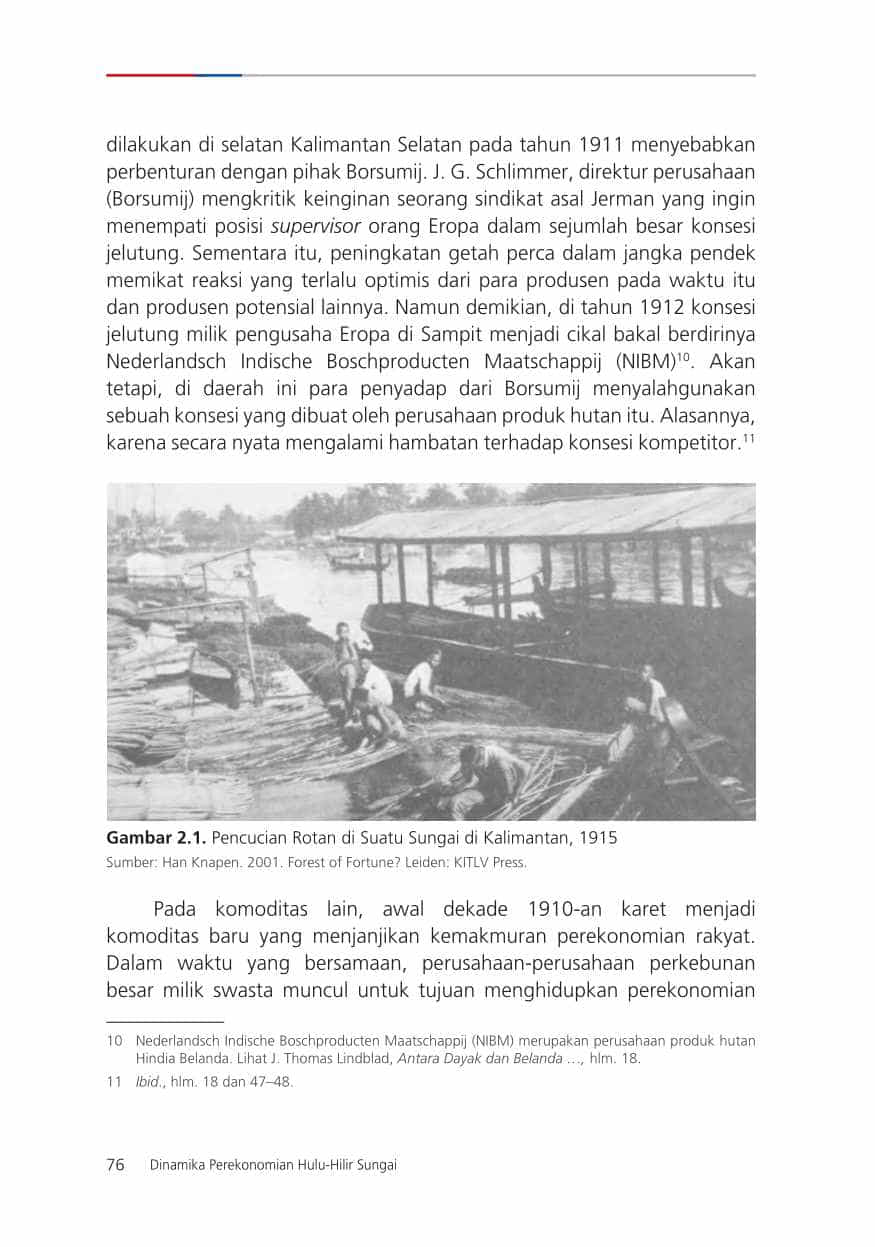 dilakukan di selatan Kalimantan Selatan pada tahun 1911 menyebabkan
perbenturan dengan pihak Borsumij. J. G. Schlimmer, direktur perusahaan
(Borsumij) mengkritik keinginan seorang sindikat asal Jerman yang ingin
menempati posisi supervisor orang Eropa dalam sejumlah besar konsesi
jelutung. Sementara itu, peningkatan getah perca dalam jangka pendek
memikat reaksi yang terlalu optimis dari para produsen pada waktu itu
dan produsen potensial lainnya. Namun demikian, di tahun 1912 konsesi
jelutung milik pengusaha Eropa di Sampit menjadi cikal bakal berdirinya
Nederlandsch Indische Boschproducten Maatschappij (NIBM)¹⁰. Akan
tetapi, di daerah ini para penyadap dari Borsumij menyalahgunakan
sebuah konsesi yang dibuat oleh perusahaan produk hutan itu. Alasannya,
karena secara nyata mengalami hambatan terhadap konsesi kompetitor.¹¹
Gambar 2.1. Pencucian Rotan di Suatu Sungai di Kalimantan, 1915
Sumber: Han Knapen. 2001. Forest of Fortune? Leiden: KITLV Press.
Pada komoditas lain, awal dekade 1910-an karet menjadi
komoditas baru yang menjanjikan kemakmuran perekonomian rakyat.
Dalam waktu yang bersamaan, perusahaan-perusahaan perkebunan
besar milik swasta muncul untuk tujuan menghidupkan perekonomian
10 Nederlandsch Indische Boschproducten Maatschappij (NIBM) merupakan perusahaan produk hutan
Hindia Belanda. Lihat J. Thomas Lindblad, Antara Dayak dan Belanda …, hlm. 18.
11 Ibid., hlm. 18 dan 47–48.
76 Dinamika Perekonomian Hulu-Hilir Sungai